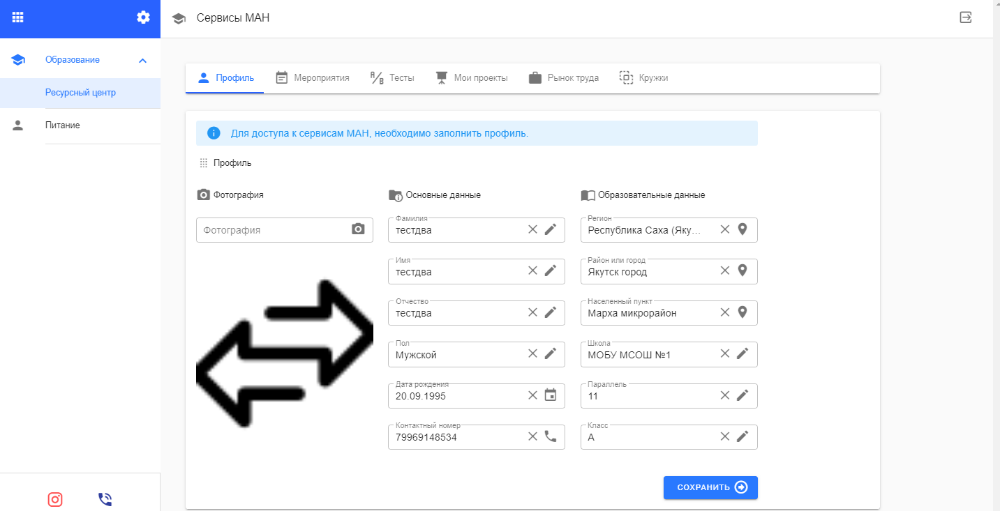 Сервисы МАН
Образование
Ресурсный центр
Питание
Профиль
Мероприятия
A/B Тесты
Мои проекты
Рынок труда
Кружки
Для доступа к сервисам МАН, необходимо заполнить профиль.
Профиль
Фотография
Фотография
Основные данные
Фамилия
тестдва
Имя
тестдва
Отчество
тестдва
Пол
Мужской
Дата рождения
20.09.1995
Контактный номер
79969148534
Образовательные данные
Регион
Республика Саха (Яку...
Район или город
Якутск город
Населенный пункт
Марха микрорайон
Школа
МОБУ МСОШ №1
Параллель
11
Класс
А
СОХРАНИТЬ